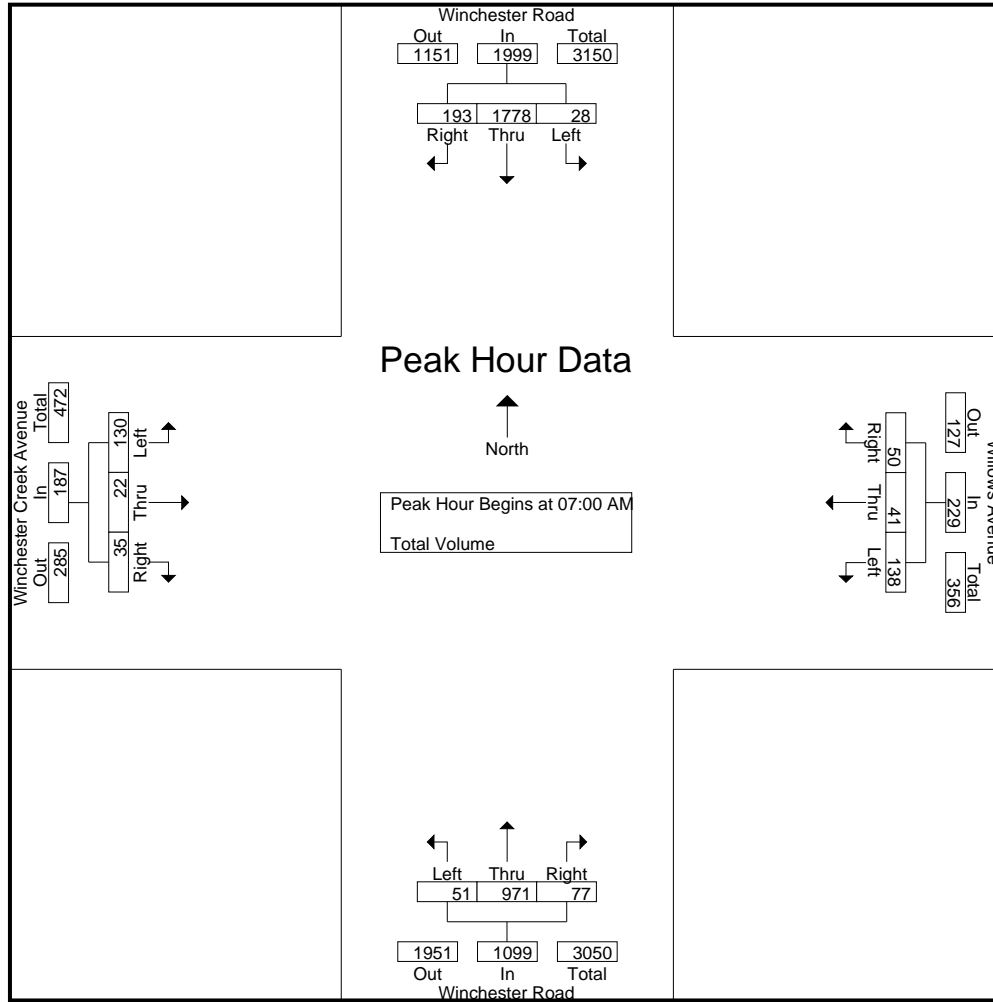 Winchester Road
Out In Total
1151 1999 3150
193 1778 28
Right Thru Left
Peak Hour Data
North
Peak Hour Begins at 07:00 AM
Total Volume
Winchester Creek Avenue
Out In Total
285 187 472
Right Thru Left
35 22 130
Willows Avenue
Out In Total
127 229 356
Right Thru Left
50 41 138
Left Thru Right
51 971 77
1951 1099 3050
Out In Total
Winchester Road